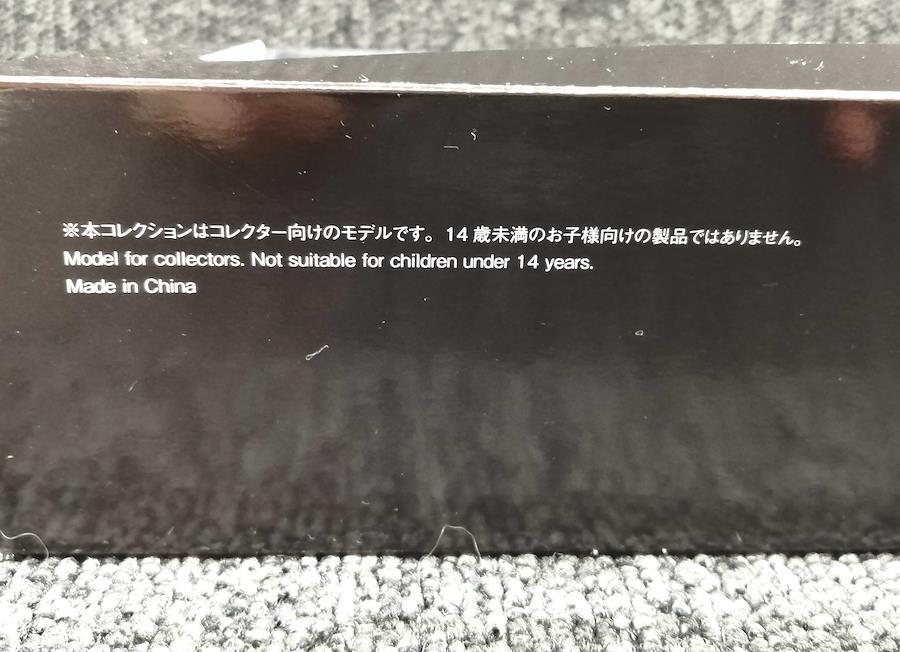 ※本コレクションはコレクター向けのモデルです。14歳未満のお子様向けの製品ではありません。
Model for collectors. Not suitable for children under 14 years.
Made in China